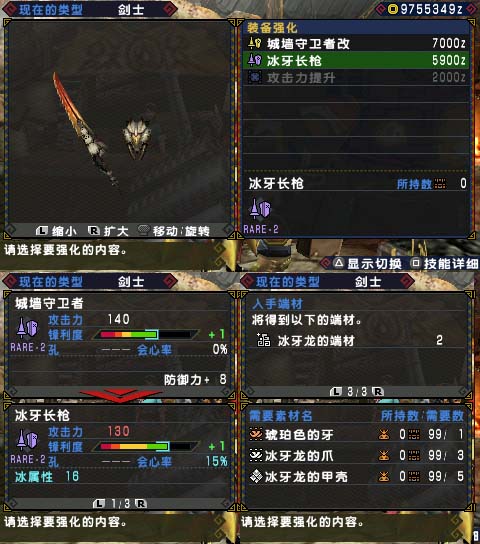 现在的类型 剑士
9755349z
装备强化
城墙守卫者改 7000z
冰牙长枪 5900z
攻击力提升 2000z
冰牙长枪 所持数 0
RARE-2
L 缩小 R 扩大 移动/旋转
请选择要强化的内容。
△显示切换 □技能详细
现在的类型 剑士
城墙守卫者
攻击力 140
锋利度 +1
RARE-2 孔 --- 会心率 0%
防御力+ 8
冰牙长枪
攻击力 130
锋利度 +1
RARE-2 孔 --- 会心率 15%
冰属性 16
L 1/3 R
请选择要强化的内容。
现在的类型 剑士
入手端材
将得到以下的端材。
冰牙龙的端材 2
L 3/3 R
需要素材名 所持数/需要数
琥珀色的牙 0 99/ 1
冰牙龙的爪 0 99/ 3
冰牙龙的甲壳 0 99/ 5
请选择要强化的内容。